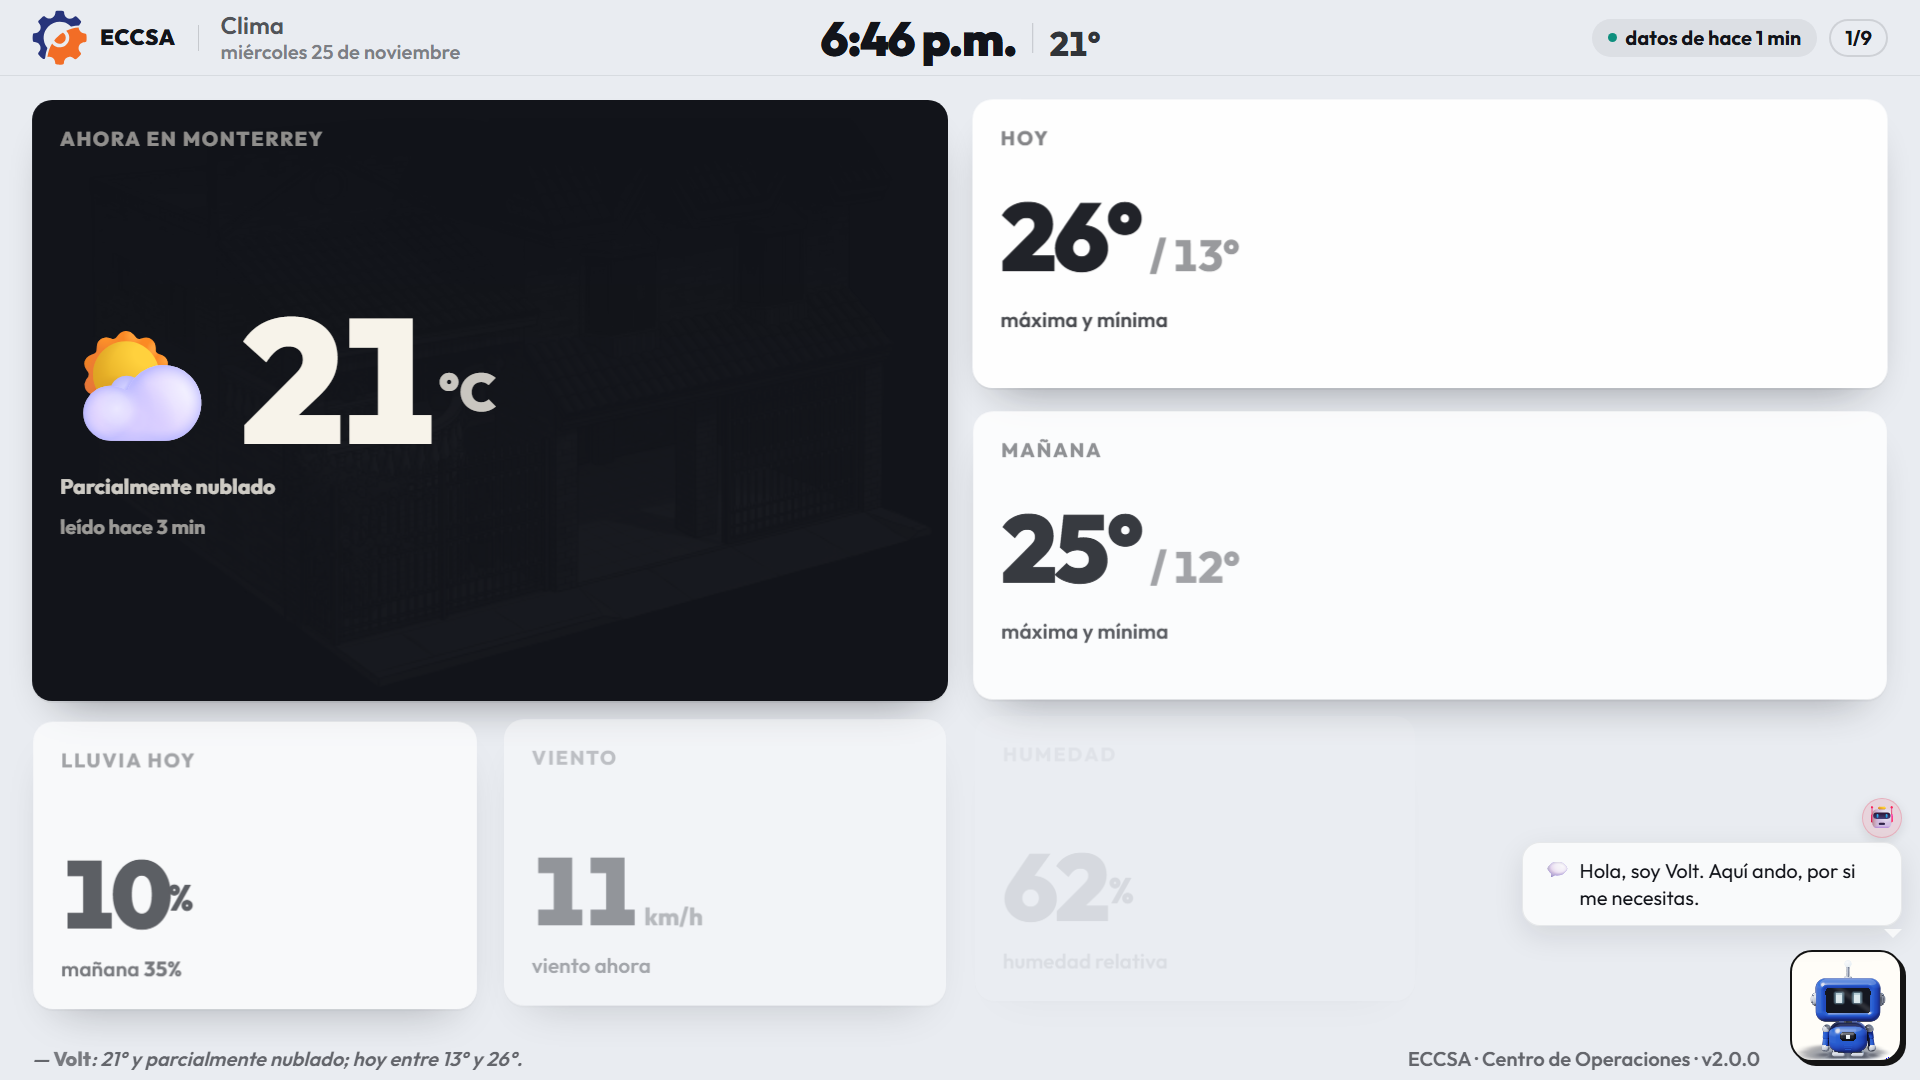 ECCSA
Clima
miércoles 25 de noviembre
6:46 p.m.
21°
datos de hace 1 min
1/9
AHORA EN MONTERREY
21°C
Parcialmente nublado
leído hace 3 min
HOY
26° / 13°
máxima y mínima
MAÑANA
25° / 12°
máxima y mínima
LLUVIA HOY
10%
mañana 35%
VIENTO
11 km/h
viento ahora
HUMEDAD
62%
humedad relativa
Hola, soy Volt. Aquí ando, por si
me necesitas.
— Volt: 21° y parcialmente nublado; hoy entre 13° y 26°.
ECCSA · Centro de Operaciones · v2.0.0